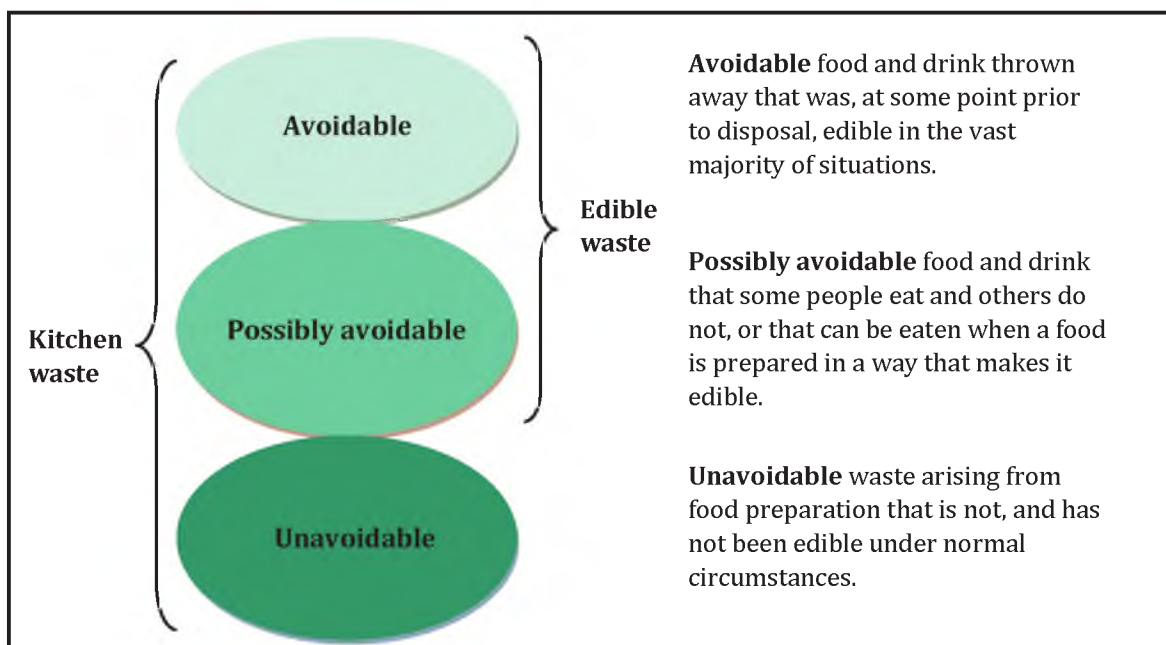 Avoidable
Possibly avoidable
Unavoidable
Kitchen
waste
Edible
waste
Avoidable food and drink thrown
away that was, at some point prior
to disposal, edible in the vast
majority of situations.
Possibly avoidable food and drink
that some people eat and others do
not, or that can be eaten when a food
is prepared in a way that makes it
edible.
Unavoidable waste arising from
food preparation that is not, and has
not been edible under normal
circumstances.